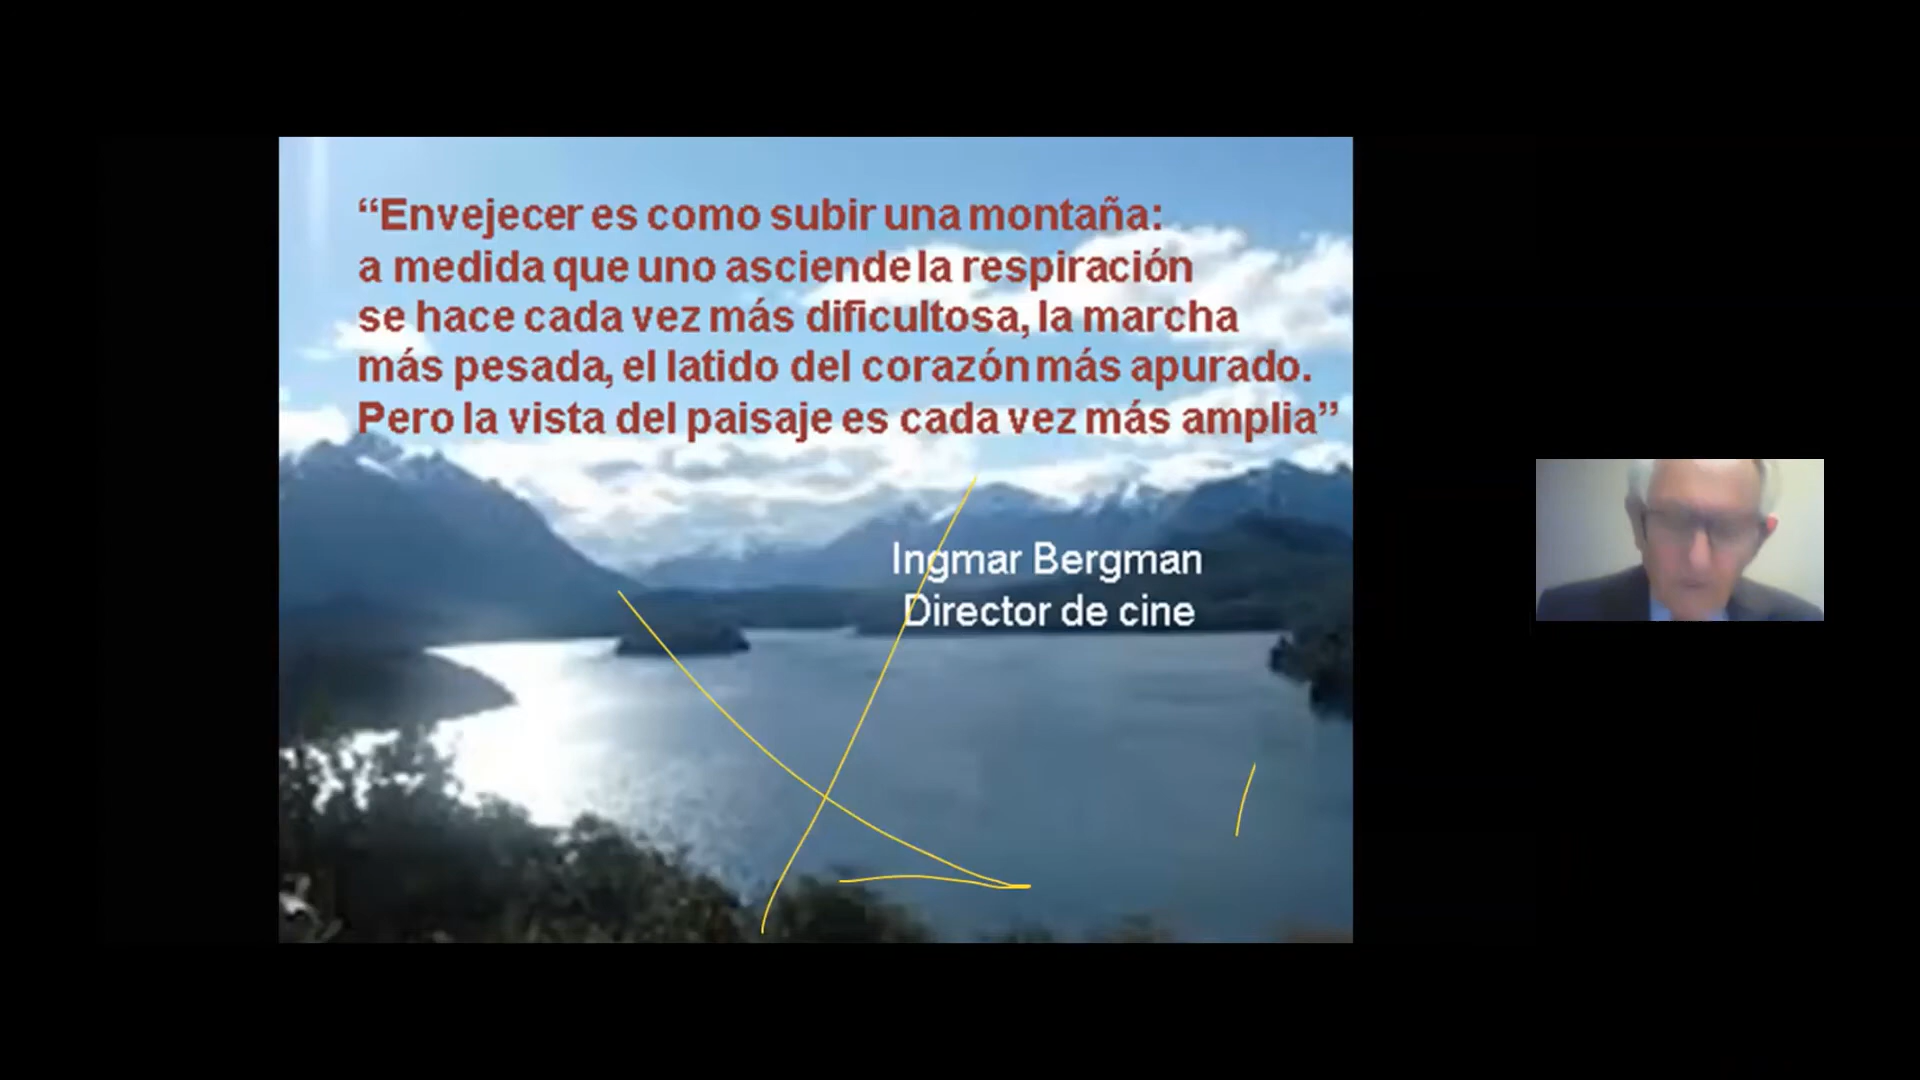 “Envejecer es como subir una montaña:
a medida que uno asciende la respiración
se hace cada vez más dificultosa, la marcha
más pesada, el latido del corazón más apurado.
Pero la vista del paisaje es cada vez más amplia”
Ingmar Bergman
Director de cine